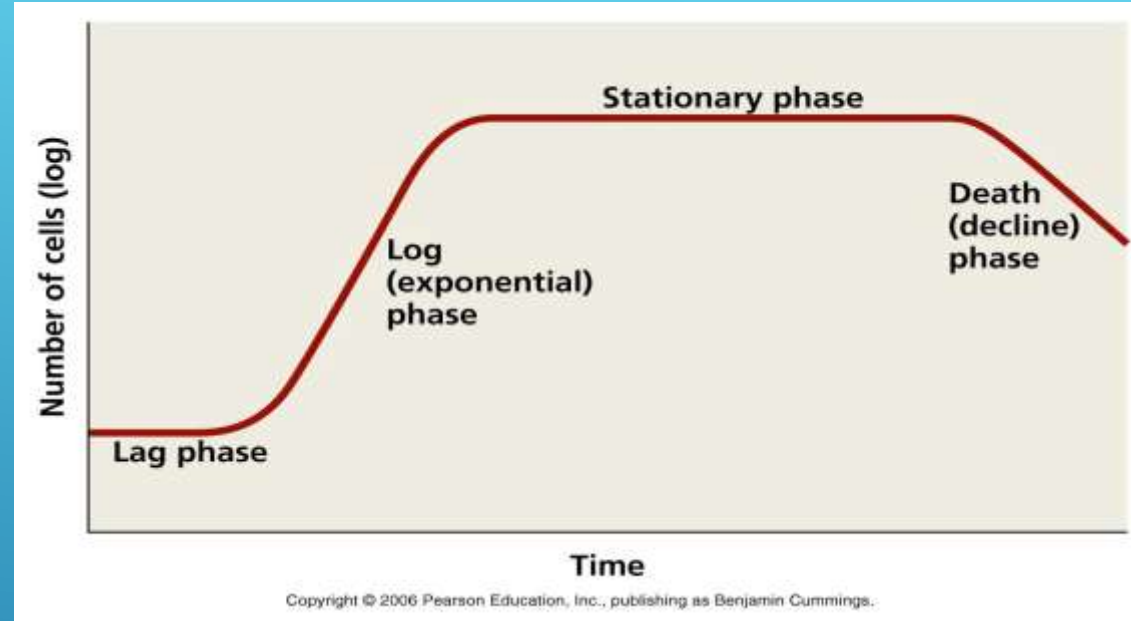 Stationary phase
Number of cells (log)
Death
(decline)
phase
Log
(exponential)
phase
Lag phase
Time
Copyright © 2006 Pearson Education, Inc., publishing as Benjamin Cummings.